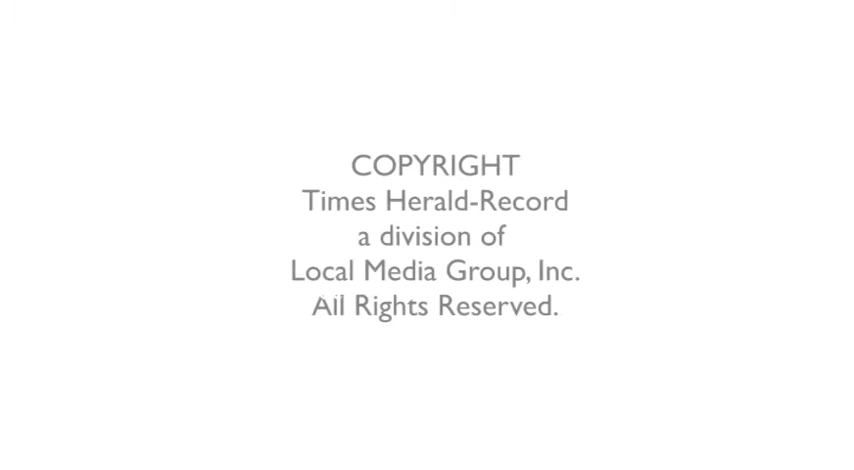 COPYRIGHT
Times Herald-Record
a division of
Local Media Group, Inc.
All Rights Reserved.